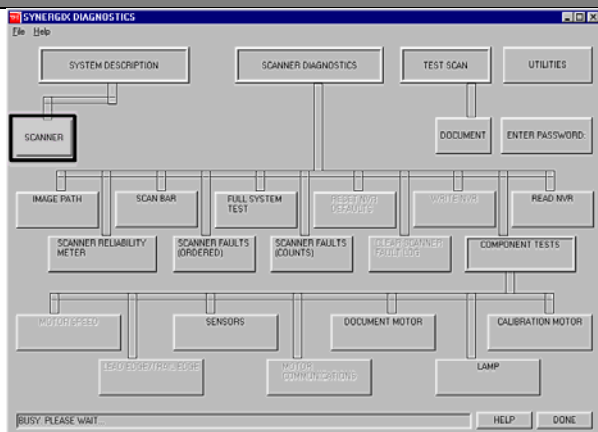 SYNERGIX DIAGNOSTICS
File Help
SYSTEM DESCRIPTION
SCANNER DIAGNOSTICS
TEST SCAN
UTILITIES
SCANNER
DOCUMENT
ENTER PASSWORD:
IMAGE PATH
SCAN BAR
FULL SYSTEM
TEST
RESET NVR
DEFAULTS
WRITE NVR
READ NVR
SCANNER RELIABILITY
METER
SCANNER FAULTS
(ORDERED)
SCANNER FAULTS
(COUNTS)
CLEAR SCANNER
FAULT LOG
COMPONENT TESTS
MOTOR SPEED
SENSORS
DOCUMENT MOTOR
CALIBRATION MOTOR
LEAD EDGE/TRAIL EDGE
MOTOR
COMMUNICATIONS
LAMP
BUSY. PLEASE WAIT...
HELP
DONE